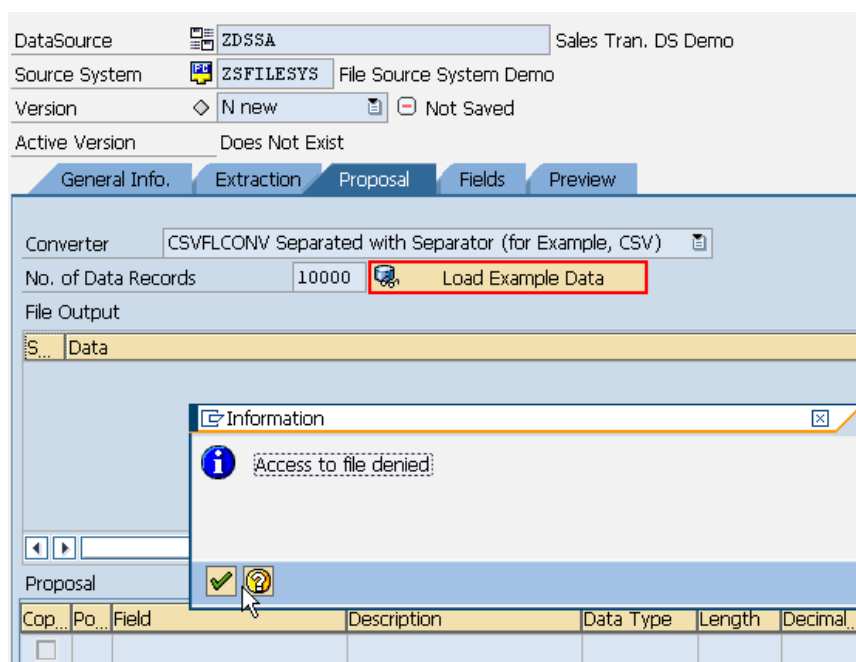 DataSource ZDSSA Sales Tran. DS Demo
Source System ZSFILESYS File Source System Demo
Version N new Not Saved
Active Version Does Not Exist
General Info. Extraction Proposal Fields Preview
Converter CSVFLCONV Separated with Separator (for Example, CSV)
No. of Data Records 10000 Load Example Data
File Output
S... Data
Information
Access to file denied
Proposal
Cop... Po... Field Description Data Type Length Decimal...